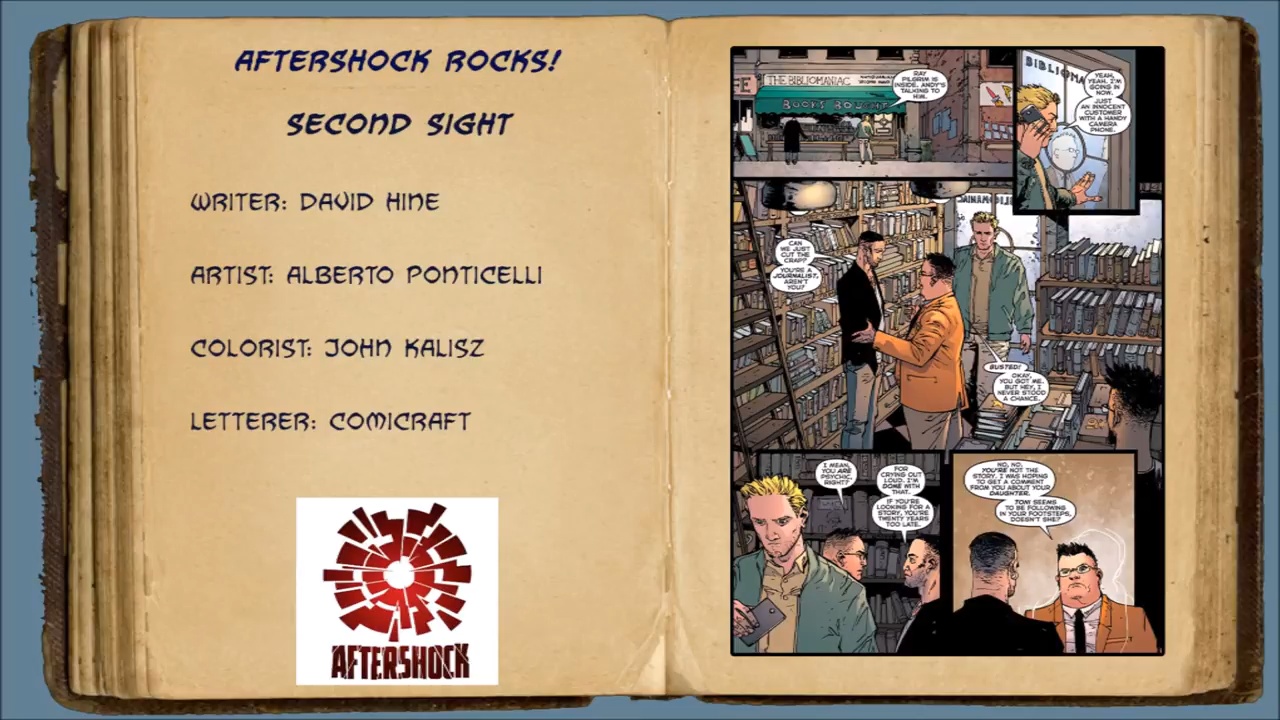 AFTERSHOCK ROCKS!
SECOND SIGHT
WRITER: DAVID HINE
ARTIST: ALBERTO PONTICELLI
COLORIST: JOHN KALISZ
LETTERER: COMICRAFT
AFTERSHOCK
THE BIBLIOMANIAC
BOOKS BOUGHT
RAY
PILGRIM IS
INSIDE. ANDY'S
TALKING TO
HIM.
BIBLIOMA
YEAH,
YEAH. I'M
GOING IN
NOW.
JUST
AN INNOCENT
CUSTOMER
WITH A HANDY
CAMERA
PHONE.
CAN
WE JUST
CUT THE
CRAP?
YOU'RE A
JOURNALIST,
AREN'T
YOU?
BUSTED!
OKAY,
YOU GOT ME.
BUT HEY, I
NEVER STOOD
A CHANCE.
I MEAN,
YOU ARE
PSYCHIC,
RIGHT?
FOR
CRYING OUT
LOUD. I'M
DONE WITH
THAT.
IF YOU'RE
LOOKING FOR A
STORY, YOU'RE
TWENTY YEARS
TOO LATE.
NO, NO.
YOU'RE NOT THE
STORY. I WAS HOPING
TO GET A COMMENT
FROM YOU ABOUT YOUR
DAUGHTER.
TONI SEEMS
TO BE FOLLOWING
IN YOUR FOOTSTEPS,
DOESN'T SHE?